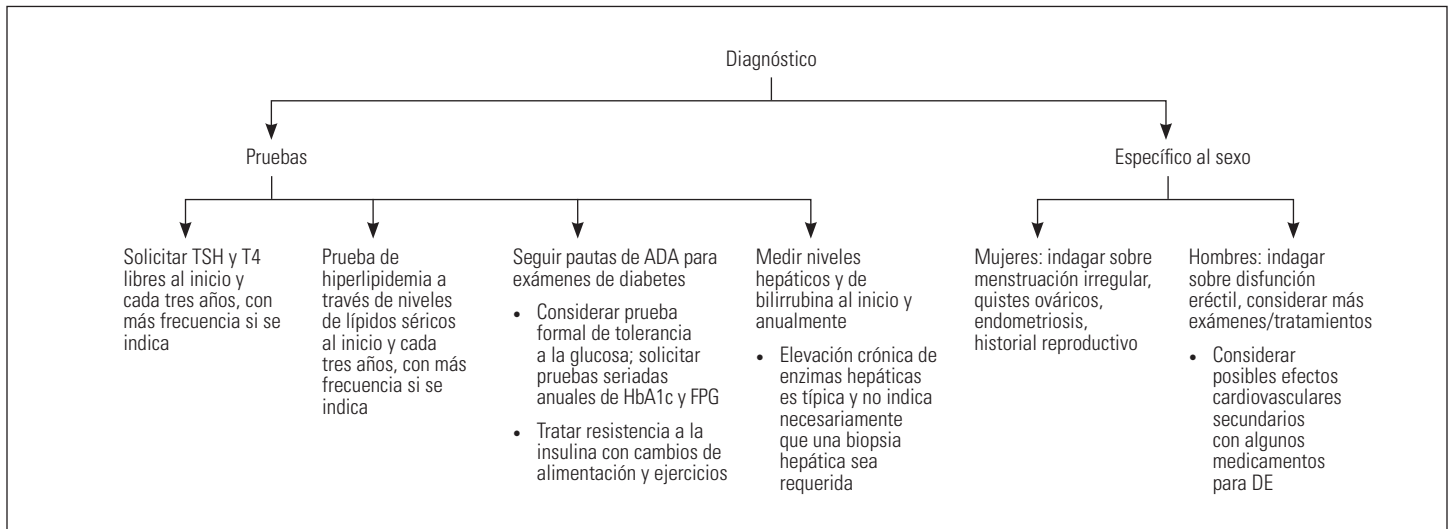 Diagnóstico
Pruebas
Específico al sexo
Solicitar TSH y T4
libres al inicio y
cada tres años, con
más frecuencia si se
indica
Prueba de
hiperlipidemia a
través de niveles
de lípidos séricos
al inicio y cada
tres años, con más
frecuencia si se
indica
Seguir pautas de ADA para
exámenes de diabetes
• Considerar prueba
formal de tolerancia
a la glucosa; solicitar
pruebas seriadas
anuales de HbA1c y FPG
• Tratar resistencia a la
insulina con cambios de
alimentación y ejercicios
Medir niveles
hepáticos y de
bilirrubina al inicio y
anualmente
• Elevación crónica de
enzimas hepáticas
es típica y no indica
necesariamente
que una biopsia
hepática sea
requerida
Mujeres: indagar sobre
menstruación irregular,
quistes ováricos,
endometriosis,
historial reproductivo
Hombres: indagar
sobre disfunción
eréctil, considerar más
exámenes/tratamientos
• Considerar
posibles efectos
cardiovasculares
secundarios
con algunos
medicamentos
para DE